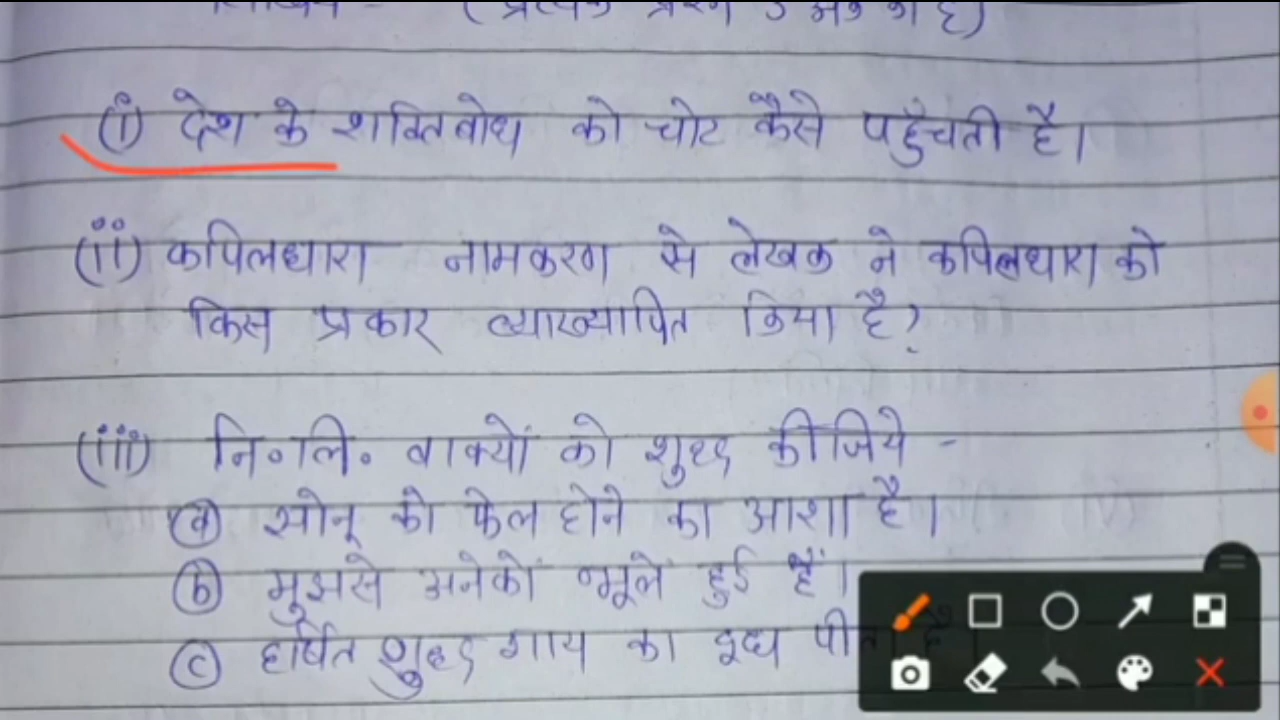 (i) देश के शक्तिबोध को चोट कैसे पहुँचती है।
(ii) कपिलधारा नामकरण से लेखक ने कपिलधारा को
किस प्रकार व्याख्यापित किया है?
(iii) नि॰लि॰ वाक्यों को शुद्ध कीजिये -
(a) सोनू को फेल होने का आशा है।
(b) मुझसे अनेकों भूलें हुई हैं।
(c) हर्षित शुद्ध गाय का दूध